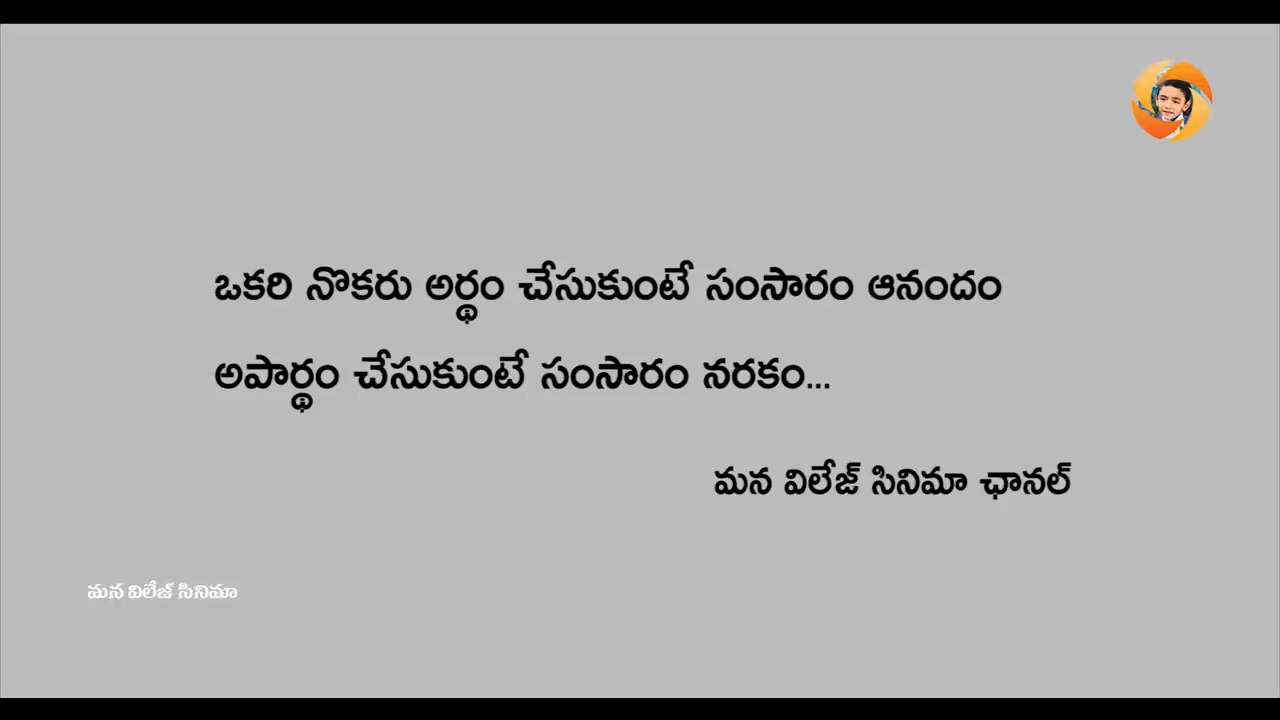 ఒకరి నొకరు అర్థం చేసుకుంటే సంసారం ఆనందం
అపార్థం చేసుకుంటే సంసారం నరకం...
మన విలేజ్ సినిమా ఛానల్
మన విలేజ్ సినిమా